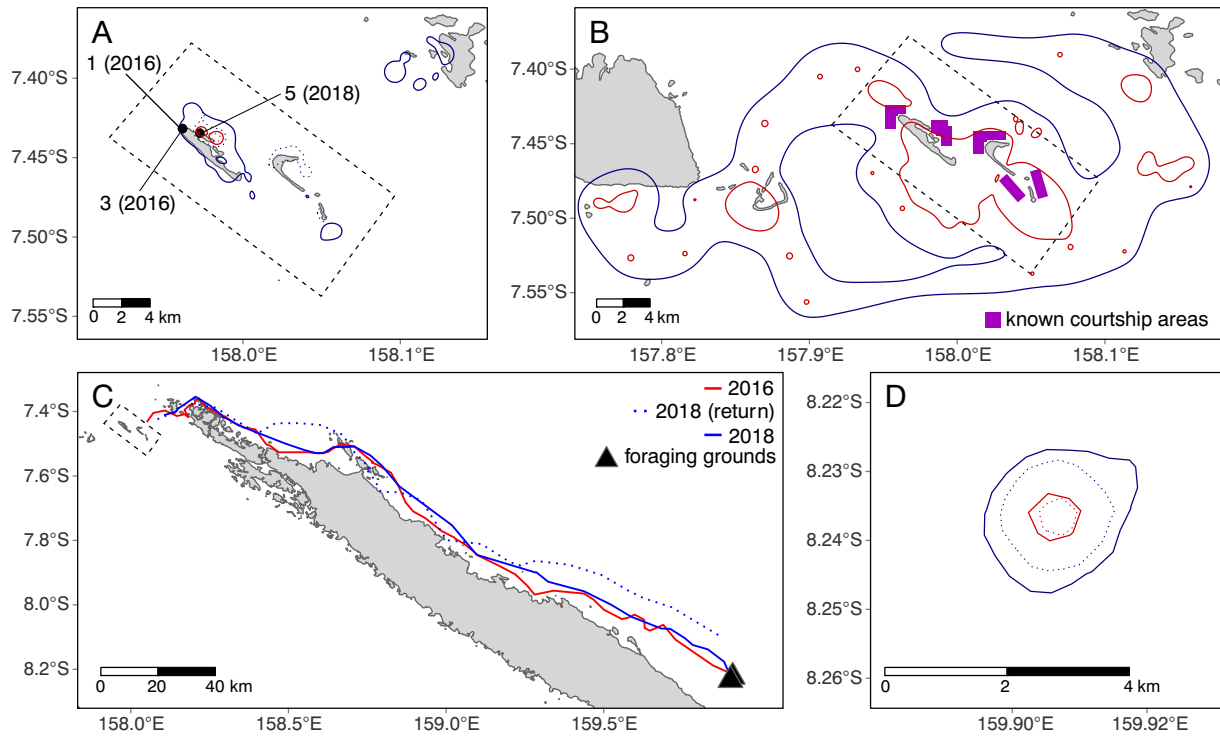 A
1 (2016)
5 (2018)
3 (2016)
7.40°S
7.45°S
7.50°S
7.55°S
0 2 4 km
158.0°E 158.1°E
B
7.40°S
7.45°S
7.50°S
7.55°S
0 2 4 km
known courtship areas
157.8°E 157.9°E 158.0°E 158.1°E
C
2016
2018 (return)
2018
foraging grounds
7.4°S
7.6°S
7.8°S
8.0°S
8.2°S
0 20 40 km
158.0°E 158.5°E 159.0°E 159.5°E
D
8.22°S
8.23°S
8.24°S
8.25°S
8.26°S
0 2 4 km
159.90°E 159.92°E